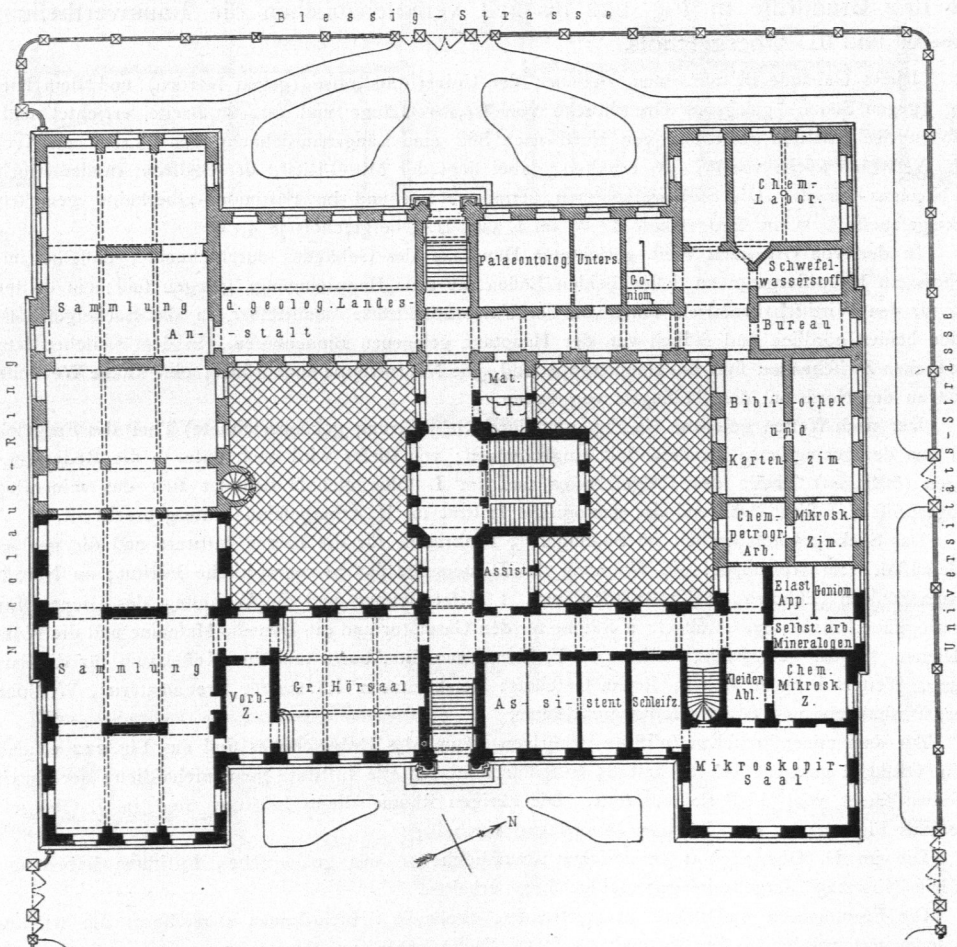 Blessig Strasse
Chem-
Labor.
Palaeontolog
Unters.
Go-
niom.
Schwefel-
wasserstoff
Bureau
Sammlung
d. geolog. Landes-
An - stalt
Mat.
Bibli- othek
und
Karten zim
Chem-
petrogr.
Arb.
Mikrosk.
Zim.
Assist.
Elast
App.
Goniom.
Selbst. arb.
Mineralogen.
Neue Thausring
Universitäts-Strasse
Sammlung
Vorb.
Z.
Gr. Hörsaal
As- si- stent
Schleifz.
Kleider
Abl.
Chem.
Mikrosk.
Z.
Mikroskopir-
Saal
N